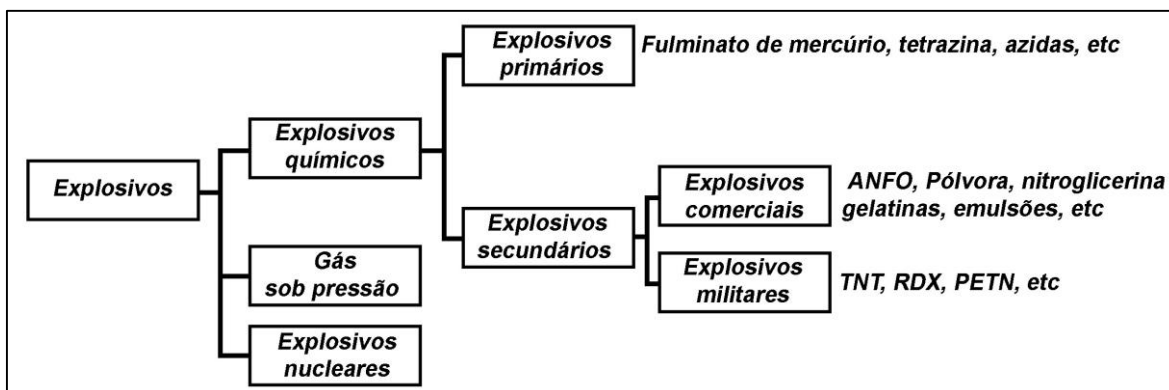 Explosivos
Explosivos
químicos
Gás
sob pressão
Explosivos
nucleares
Explosivos
primários
Fulminato de mercúrio, tetrazina, azidas, etc
Explosivos
secundários
Explosivos
comerciais
ANFO, Pólvora, nitroglicerina
gelatinas, emulsões, etc
Explosivos
militares
TNT, RDX, PETN, etc